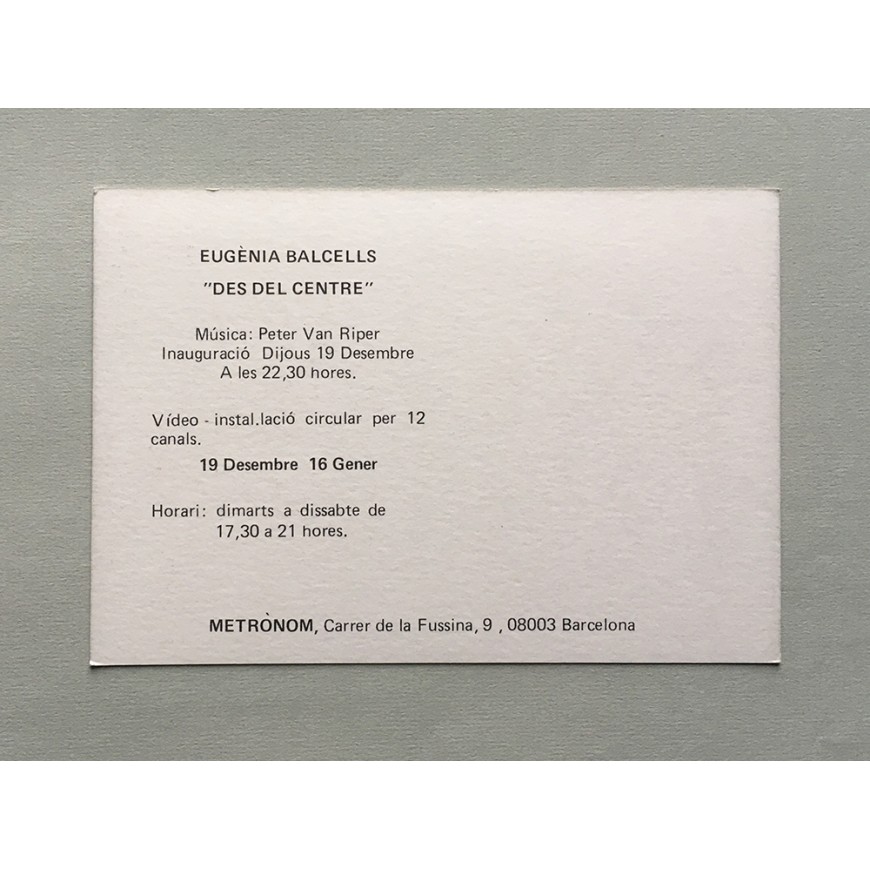 EUGÈNIA BALCELLS
"DES DEL CENTRE"
Música: Peter Van Riper
Inauguració Dijous 19 Desembre
A les 22,30 hores.
Vídeo - instal.lació circular per 12
canals.
19 Desembre 16 Gener
Horari: dimarts a dissabte de
17,30 a 21 hores.
METRÒNOM, Carrer de la Fussina, 9 , 08003 Barcelona